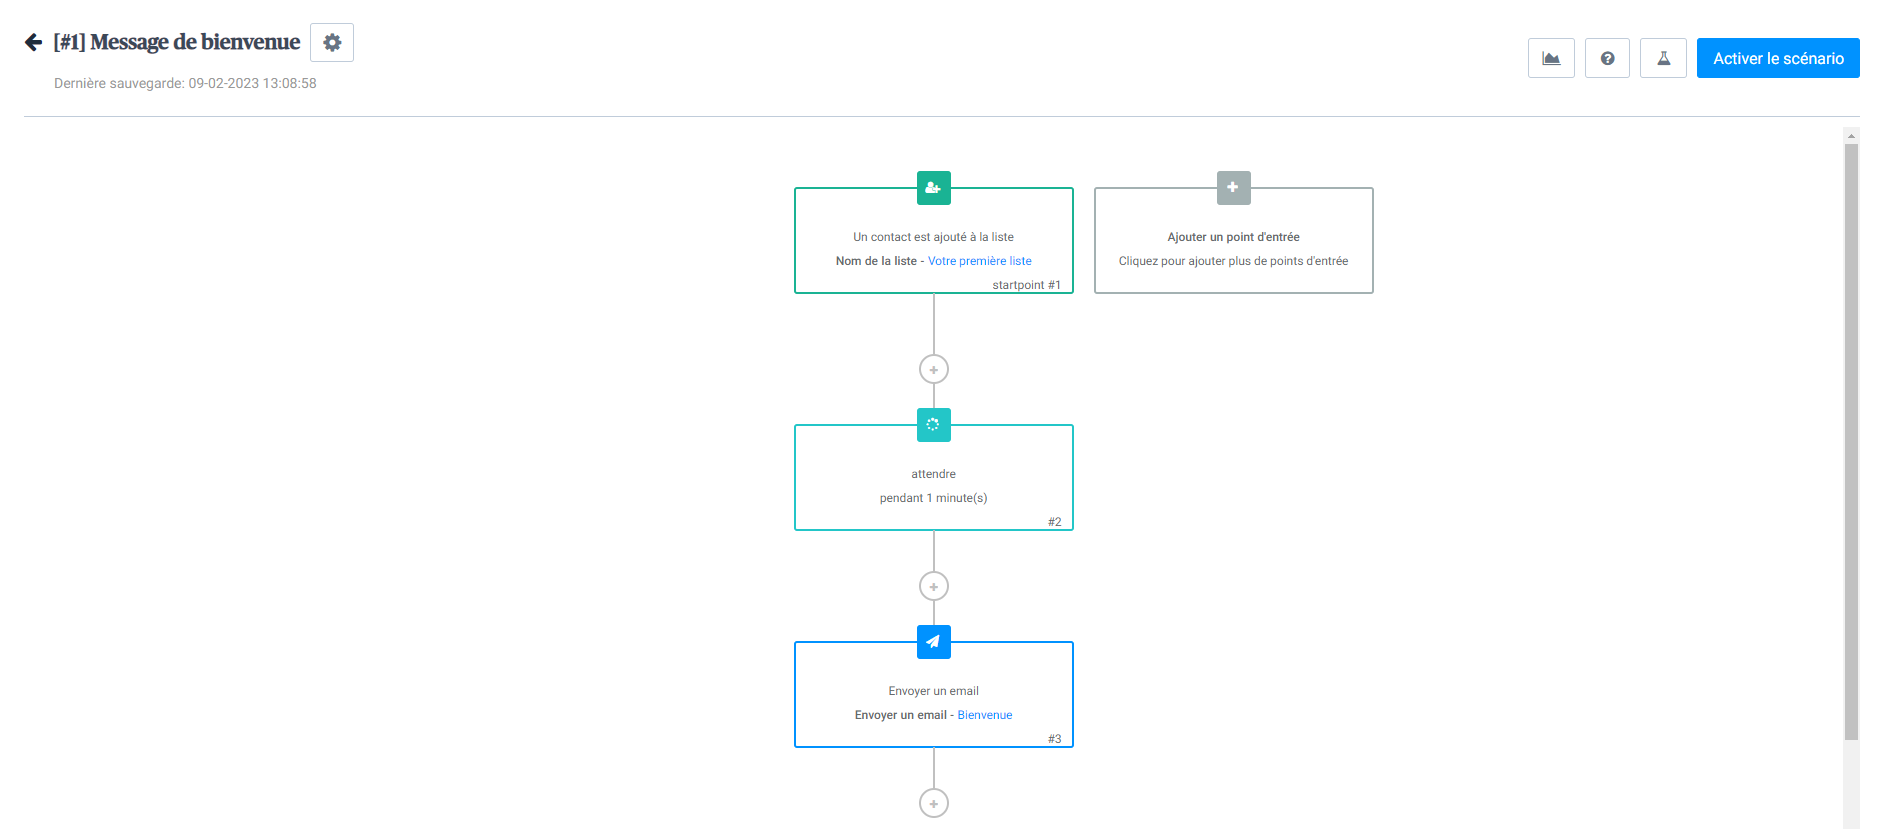 [#1] Message de bienvenue
Dernière sauvegarde: 09-02-2023 13:08:58
Activer le scénario
Un contact est ajouté à la liste
Nom de la liste - Votre première liste
startpoint #1
Ajouter un point d'entrée
Cliquez pour ajouter plus de points d'entrée
attendre
pendant 1 minute(s)
#2
Envoyer un email
Envoyer un email - Bienvenue
#3